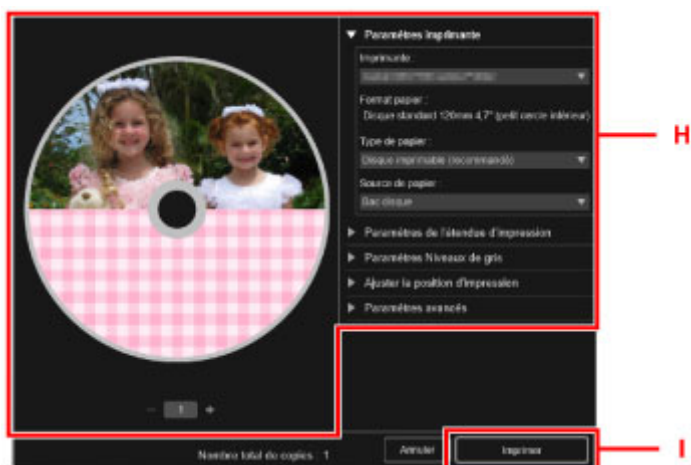 Paramètres Imprimante
Imprimante :
Format papier :
Disque standard 120mm 4,7" (petit cercle intérieur)
Type de papier :
Disque imprimable (recommandé)
Source de papier :
Bac disque
Paramètres de l'étendue d'impression
Paramètres Niveaux de gris
Ajuster la position d'impression
Paramètres avancés
H
- 1 +
Nombre total de copies : 1
Annuler
Imprimer
I